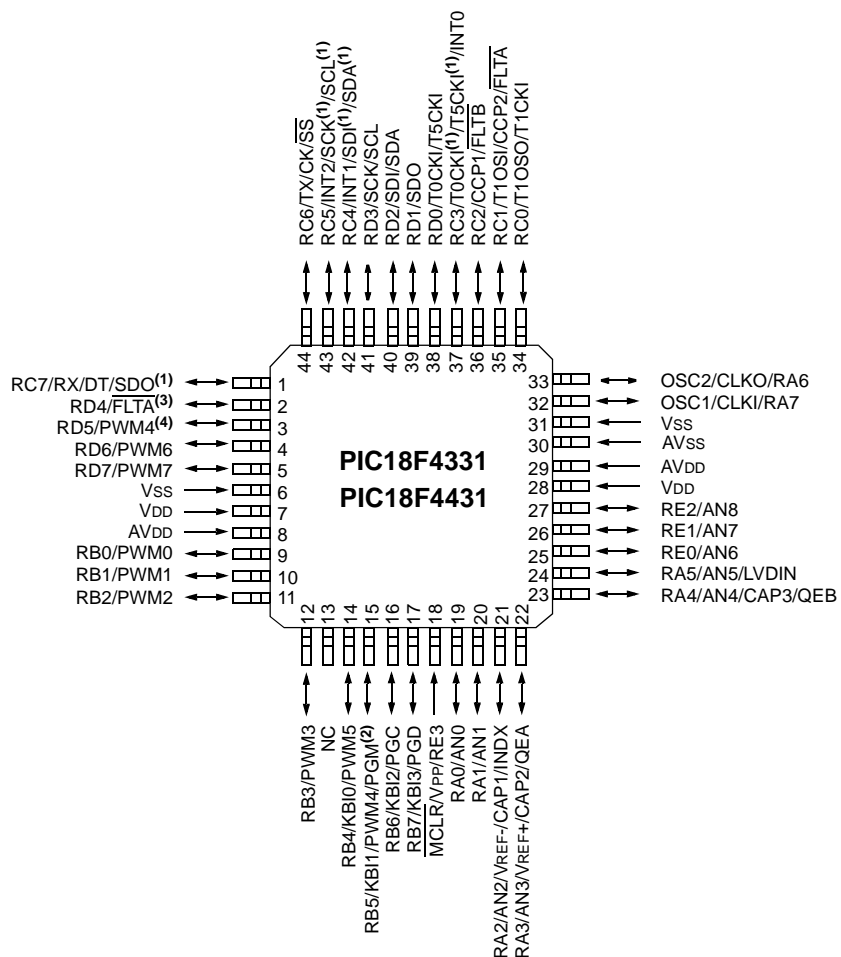 RC6/TX/CK/SS
RC5/INT2/SCK(1)/SCL(1)
RC4/INT1/SDI(1)/SDA(1)
RD3/SCK/SCL
RD2/SDI/SDA
RD1/SDO
RD0/T0CKI/T5CKI
RC3/T0CKI(1)/T5CKI(1)/INT0
RC2/CCP1/FLTB
RC1/T1OSI/CCP2/FLTA
RC0/T1OSO/T1CKI
44
43
42
41
40
39
38
37
36
35
34
RC7/RX/DT/SDO(1) 1
RD4/FLTA(3) 2
RD5/PWM4(4) 3
RD6/PWM6 4
RD7/PWM7 5
VSS 6
VDD 7
AVDD 8
RB0/PWM0 9
RB1/PWM1 10
RB2/PWM2 11
PIC18F4331
PIC18F4431
33 OSC2/CLKO/RA6
32 OSC1/CLKI/RA7
31 VSS
30 AVSS
29 AVDD
28 VDD
27 RE2/AN8
26 RE1/AN7
25 RE0/AN6
24 RA5/AN5/LVDIN
23 RA4/AN4/CAP3/QEB
12
13
14
15
16
17
18
19
20
21
22
RB3/PWM3
NC
RB4/KBI0/PWM5
RB5/KBI1/PWM4/PGM(2)
RB6/KBI2/PGC
RB7/KBI3/PGD
MCLR/VPP/RE3
RA0/AN0
RA1/AN1
RA2/AN2/VREF-/CAP1/INDX
RA3/AN3/VREF+/CAP2/QEA